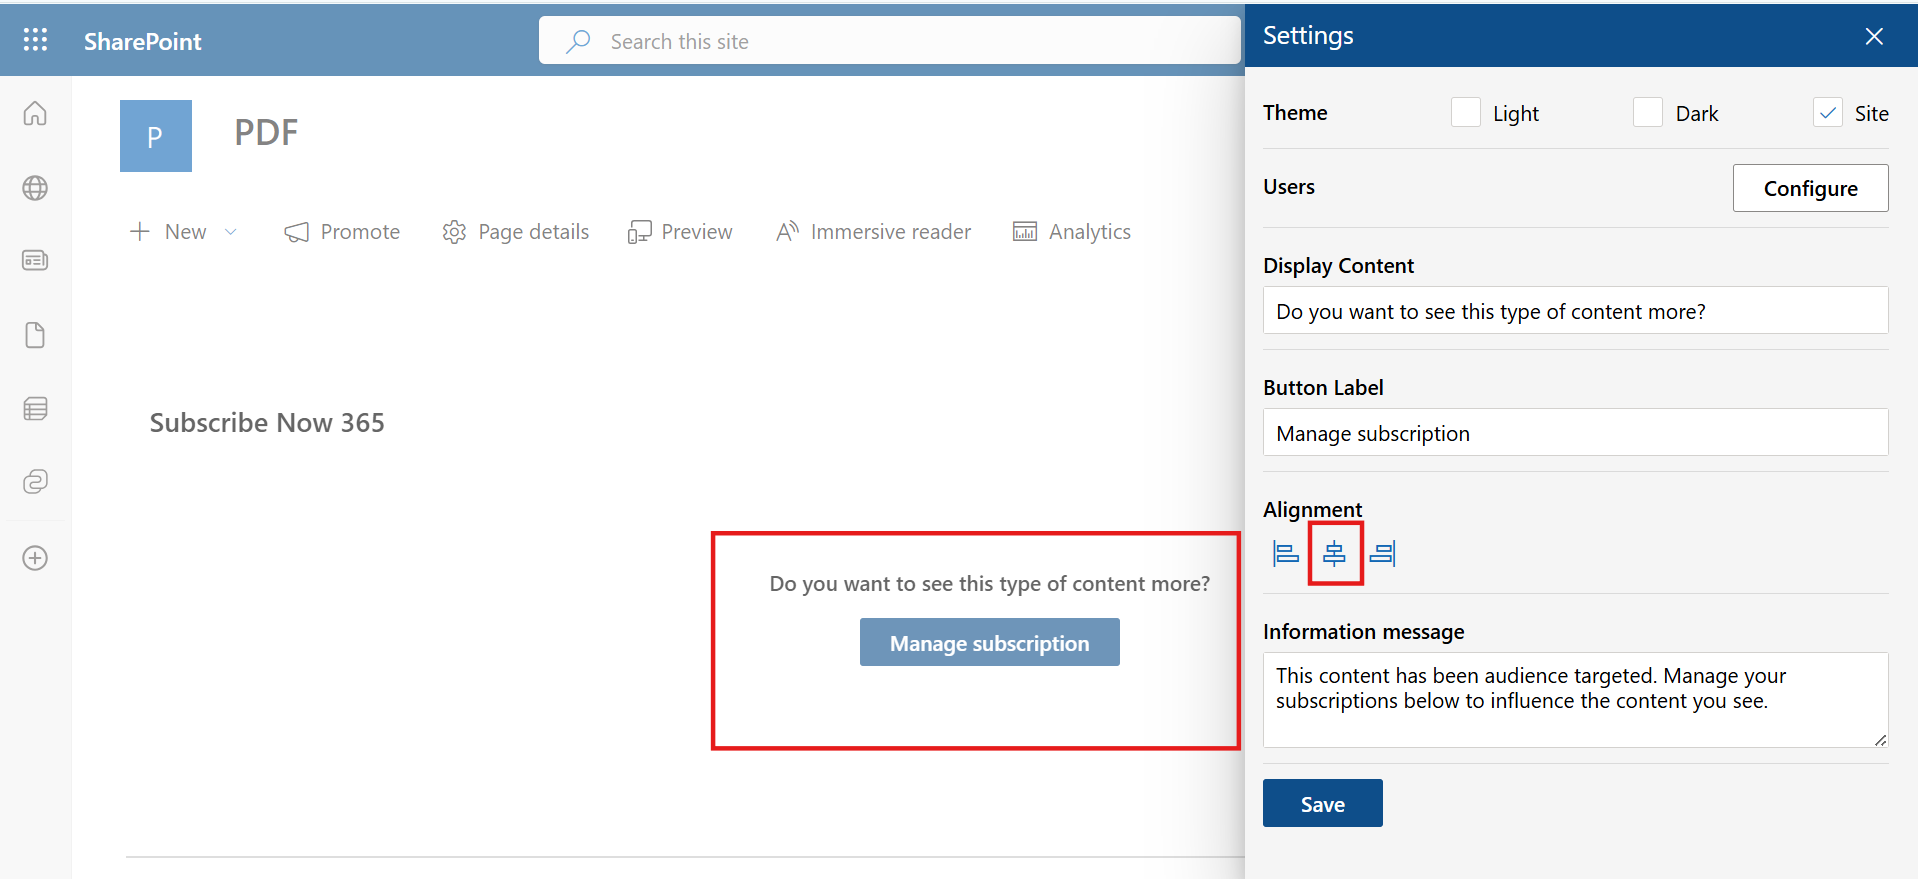 SharePoint
Search this site
Settings
P
PDF
Theme
Light
Dark
Site
Users
Configure
New
Promote
Page details
Preview
Immersive reader
Analytics
Display Content
Do you want to see this type of content more?
Button Label
Manage subscription
Subscribe Now 365
Alignment
Do you want to see this type of content more?
Manage subscription
Information message
This content has been audience targeted. Manage your
subscriptions below to influence the content you see.
Save